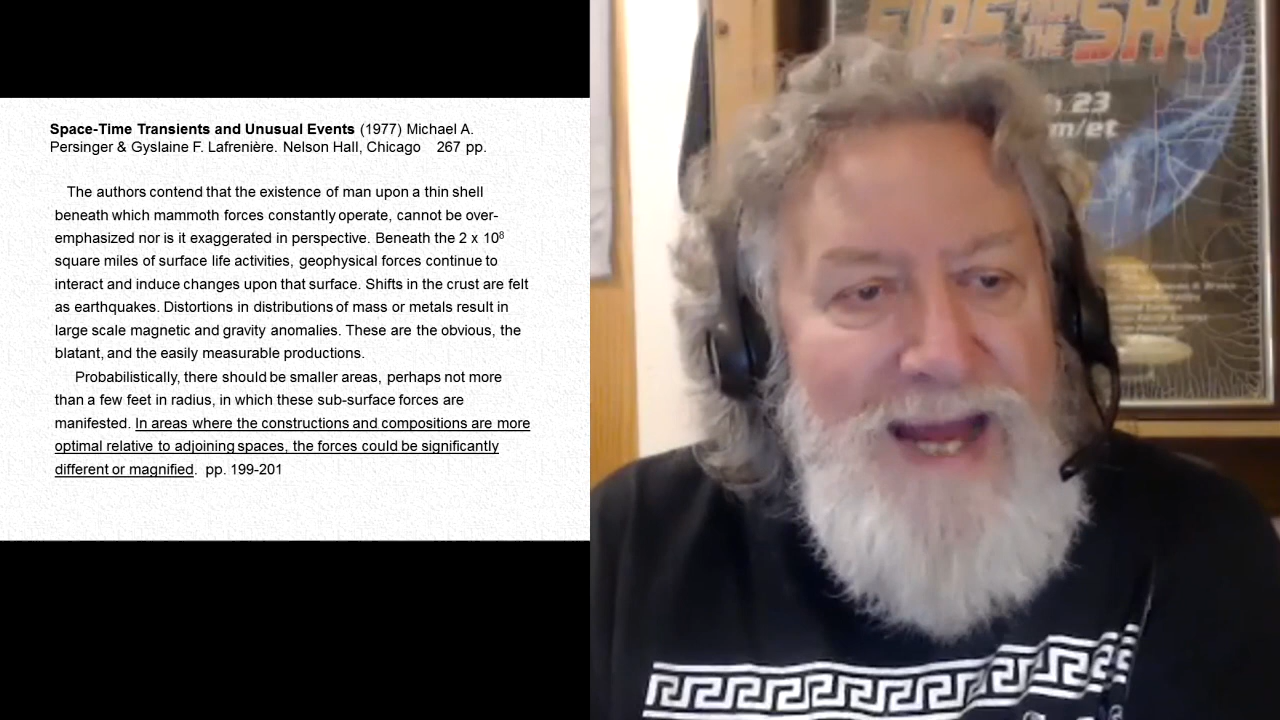 Space-Time Transients and Unusual Events (1977) Michael A.
Persinger & Gyslaine F. Lafrenière. Nelson Hall, Chicago 267 pp.
The authors contend that the existence of man upon a thin shell
beneath which mammoth forces constantly operate, cannot be over-
emphasized nor is it exaggerated in perspective. Beneath the 2 x 10⁸
square miles of surface life activities, geophysical forces continue to
interact and induce changes upon that surface. Shifts in the crust are felt
as earthquakes. Distortions in distributions of mass or metals result in
large scale magnetic and gravity anomalies. These are the obvious, the
blatant, and the easily measurable productions.
Probabilistically, there should be smaller areas, perhaps not more
than a few feet in radius, in which these sub-surface forces are
manifested. In areas where the constructions and compositions are more
optimal relative to adjoining spaces, the forces could be significantly
different or magnified. pp. 199-201
FIRE
THE
SKY
23
m/et